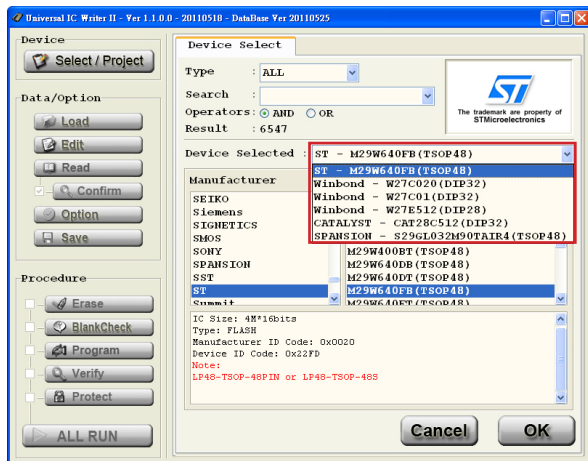 Universal IC Writer II - Ver 1.1.0.0 - 20110518 - DataBase Ver 20110525
Device
Select / Project
Data/Option
Load
Edit
Read
Confirm
Option
Save
Procedure
Erase
BlankCheck
Program
Verify
Protect
ALL RUN
Device Select
Type : ALL
Search :
Operators: AND OR
Result : 6547
ST
The trademark are property of
STMicroelectronics
Device Selected : ST - M29W640FB(TSOP48)
ST - M29W640FB(TSOP48)
Winbond - W27C020(DIP32)
Winbond - W27C01(DIP32)
Winbond - W27E512(DIP28)
CATALYST - CAT28C512(DIP32)
SPANSION - S29GL032M90TAIR4(TSOP48)
Manufacturer
SEIKO
Siemens
SIGNETICS
SMOS
SONY
SPANSION
SST
ST
Summit
M29W400BT(TSOP48)
M29W640DB(TSOP48)
M29W640DT(TSOP48)
M29W640FB(TSOP48)
M29W640FT(TSOP48)
IC Size: 4M*16bits
Type: FLASH
Manufacturer ID Code: 0x0020
Device ID Code: 0x22FD
Note:
LP48-TSOP-48PIN or LP48-TSOP-48S
Cancel
OK